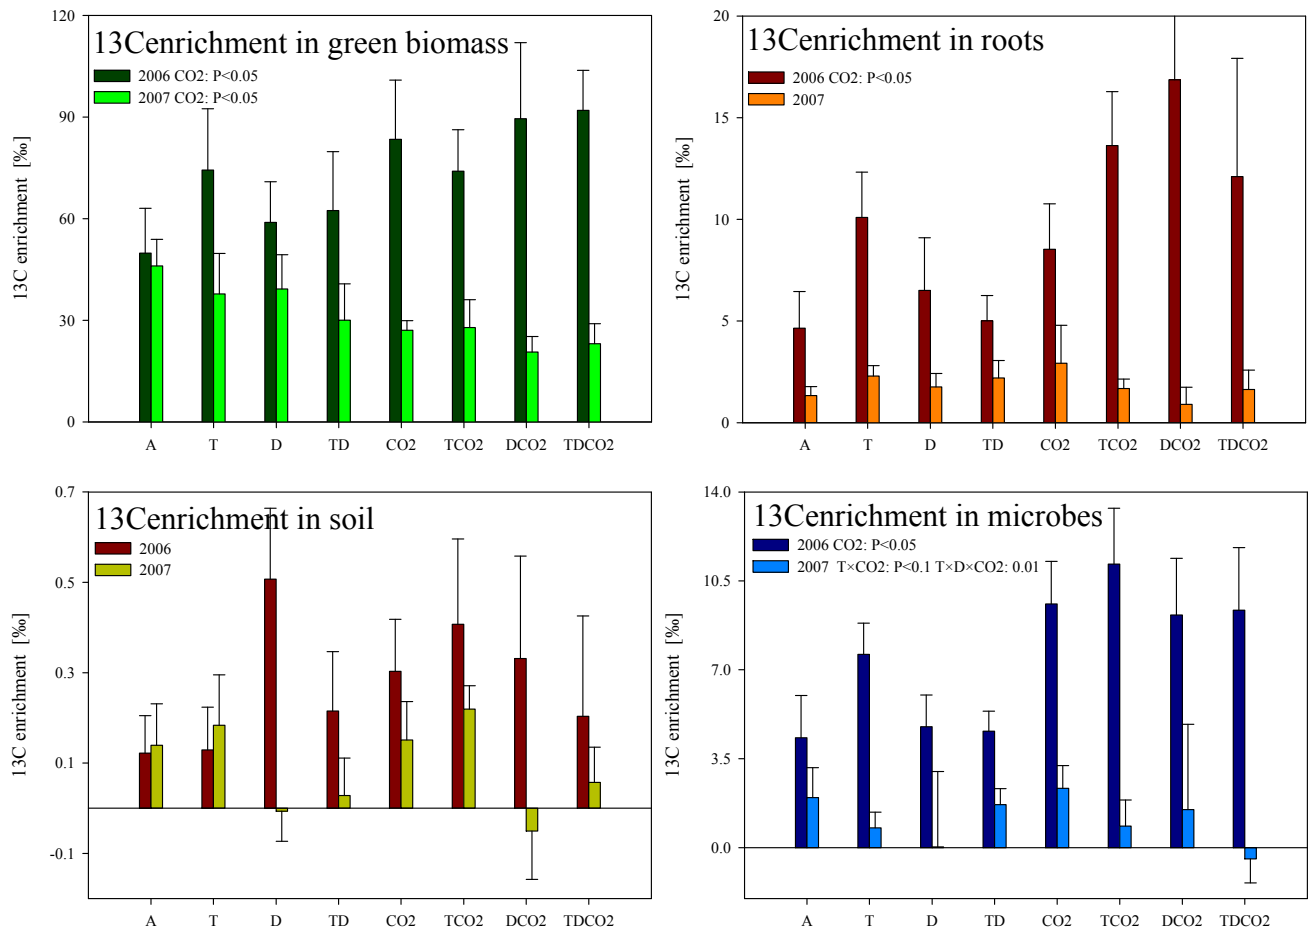 13Cenrichment in green biomass
2006 CO2: P<0.05
2007 CO2: P<0.05
13C enrichment [‰]
120
90
60
30
0
A T D TD CO2 TCO2 DCO2 TDCO2
13Cenrichment in roots
2006 CO2: P<0.05
2007
13C enrichment [‰]
20
15
10
5
0
A T D TD CO2 TCO2 DCO2 TDCO2
13Cenrichment in soil
2006
2007
13C enrichment [‰]
0.7
0.5
0.3
0.1
-0.1
A T D TD CO2 TCO2 DCO2 TDCO2
13Cenrichment in microbes
2006 CO2: P<0.05
2007 T×CO2: P<0.1 T×D×CO2: 0.01
13C enrichment [‰]
14.0
10.5
7.0
3.5
0.0
A T D TD CO2 TCO2 DCO2 TDCO2